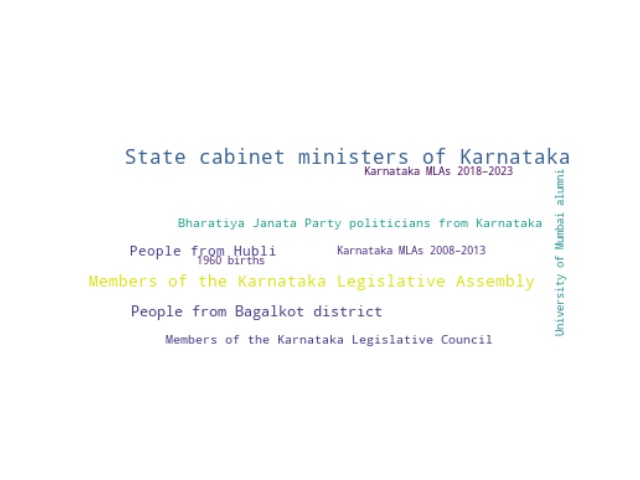 State cabinet ministers of Karnataka
Karnataka MLAs 2018–2023
University of Mumbai alumni
Bharatiya Janata Party politicians from Karnataka
People from Hubli
Karnataka MLAs 2008–2013
1960 births
Members of the Karnataka Legislative Assembly
People from Bagalkot district
Members of the Karnataka Legislative Council